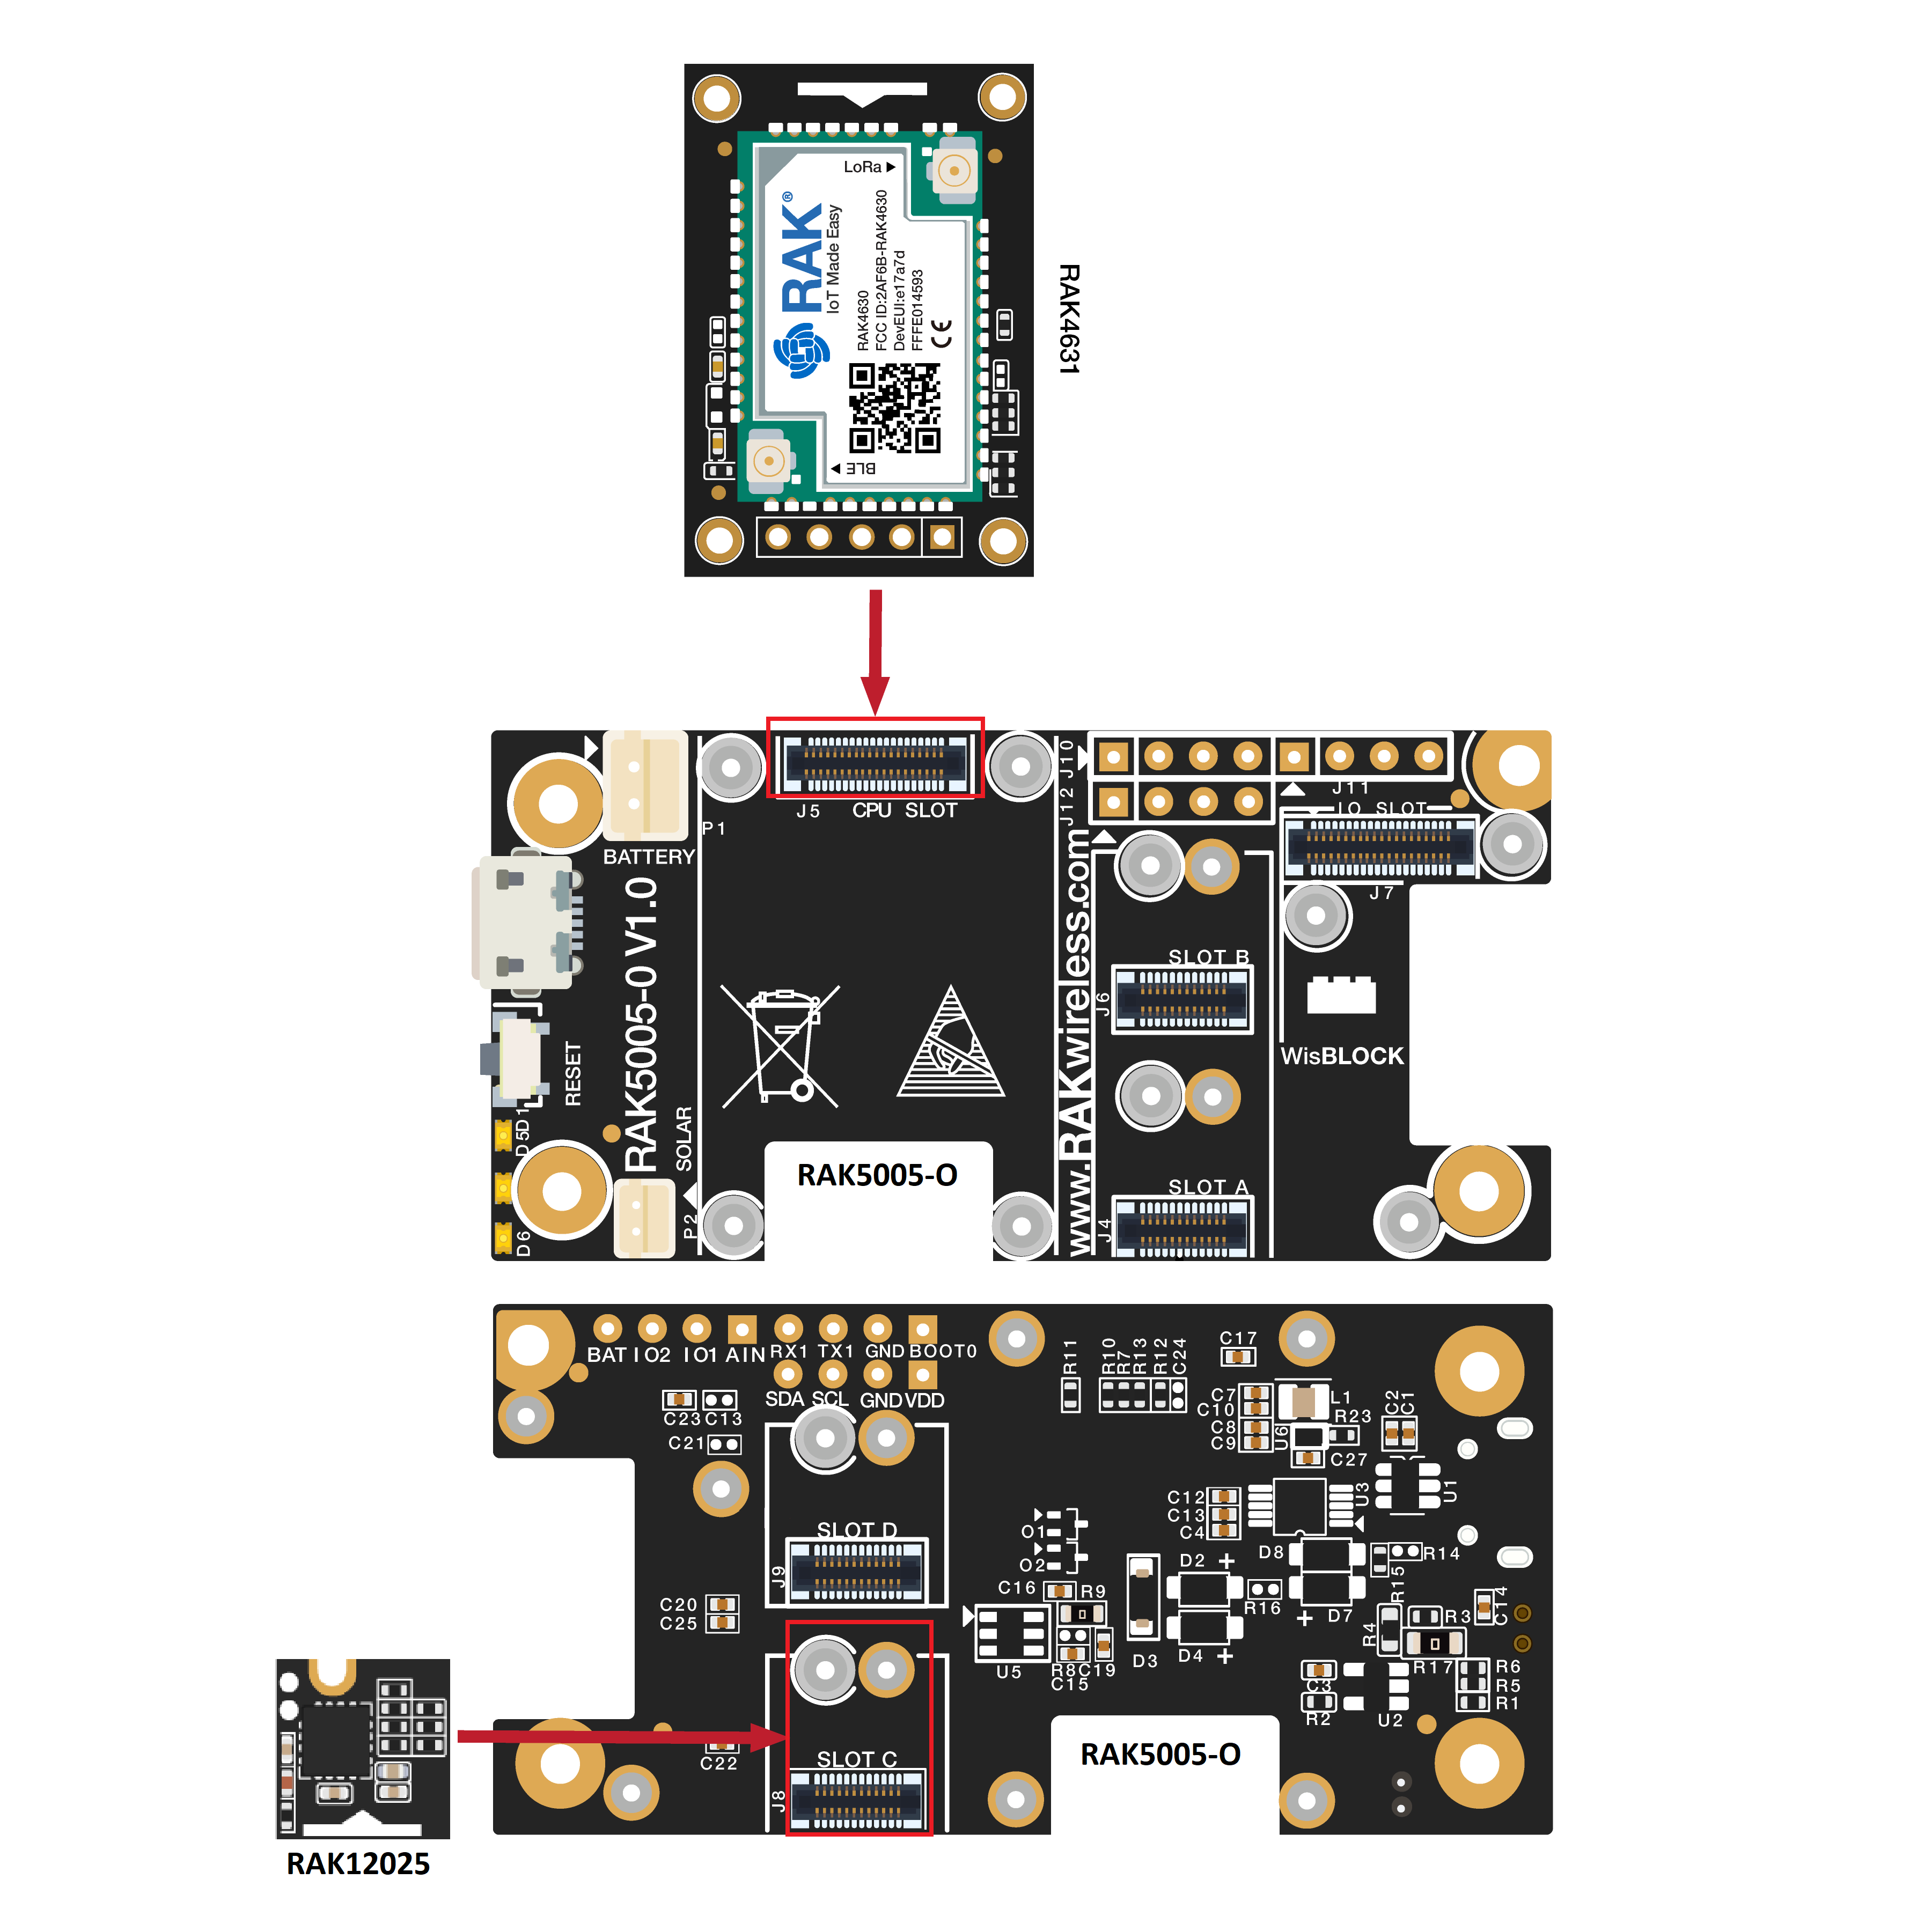 LoRa
RAK®
IoT Made Easy
RAK4630
FCC ID:2AF6B-RAK4630
DevEUI:e17a7d
FFFE014593
CE
BLE
RAK4631
J5 CPU SLOT
P1
BATTERY
RAK5005-0 V1.0
RESET
D1
D5
D6
SOLAR
P2
RAK5005-O
www.RAKwireless.com
J10
J12
J11
IO SLOT
J7
SLOT B
J6
WisBLOCK
SLOT A
J4
BAT IO2 IO1 AIN RX1 TX1 GND BOOT0
SDA SCL GND VDD
C23 C13
C21
SLOT D
J9
C20
C25
C22
SLOT C
J8
R11
R10
R7
R13
R12
C24
C17
C7
C10
C8
C9
L1
R23
U6
C27
C2
C1
U1
U3
C12
C13
C4
O1
O2
C16
R9
U5
R8
C19
C15
D3
D2 +
D4 +
R16
D8
+ D7
R14
R15
R4
R3
C14
R17
R6
R5
R1
C3
R2
U2
RAK5005-O
RAK12025